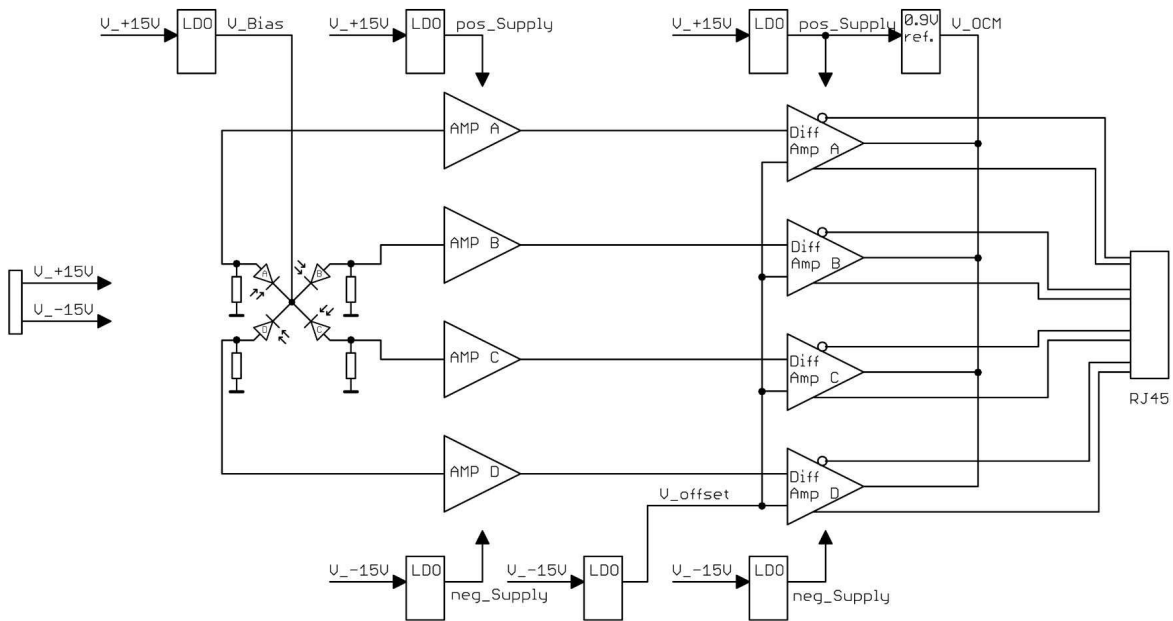 V_+15V LDO V_Bias V_+15V LDO pos_Supply V_+15V LDO pos_Supply 0.9V ref. V_OCM
AMP A
Diff Amp A
AMP B
Diff Amp B
A
B
V_+15V
V_-15V
D
C
AMP C
Diff Amp C
RJ45
AMP D
Diff Amp D
V_offset
V_-15V LDO neg_Supply V_-15V LDO V_-15V LDO neg_Supply